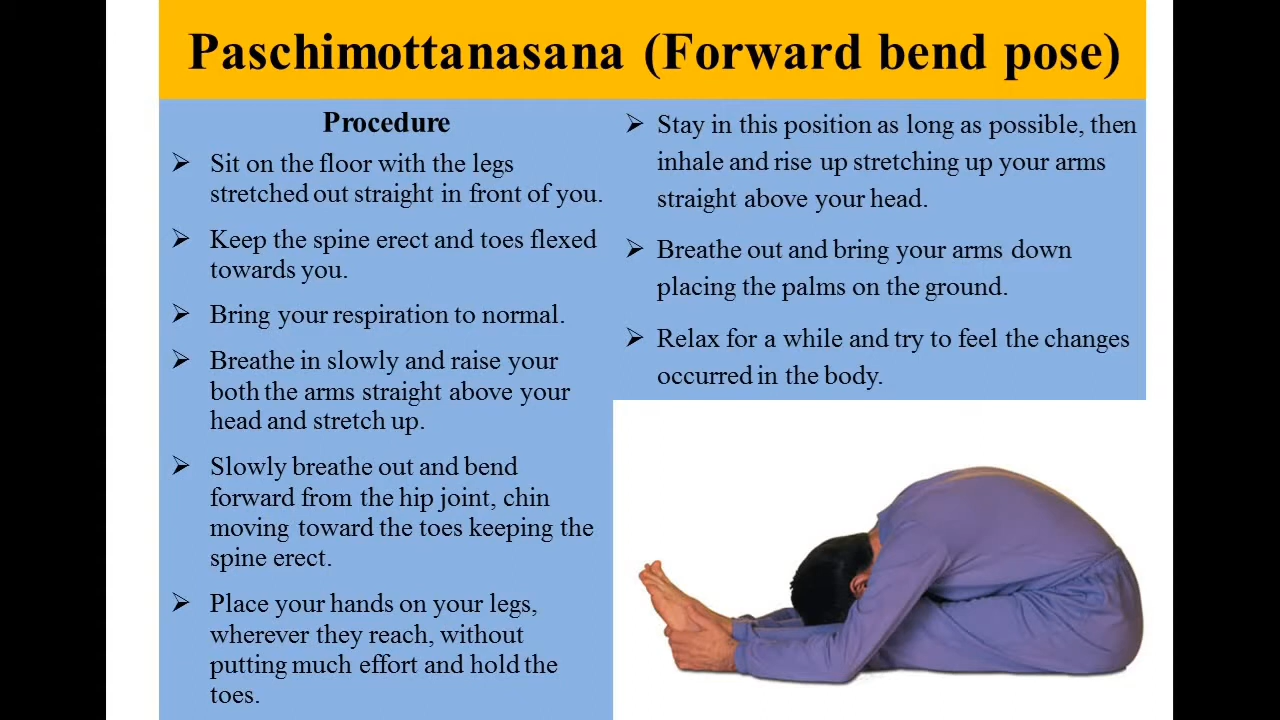 Paschimottanasana (Forward bend pose)
Procedure
➢ Sit on the floor with the legs
stretched out straight in front of you.
➢ Keep the spine erect and toes flexed
towards you.
➢ Bring your respiration to normal.
➢ Breathe in slowly and raise your
both the arms straight above your
head and stretch up.
➢ Slowly breathe out and bend
forward from the hip joint, chin
moving toward the toes keeping the
spine erect.
➢ Place your hands on your legs,
wherever they reach, without
putting much effort and hold the
toes.
➢ Stay in this position as long as possible, then
inhale and rise up stretching up your arms
straight above your head.
➢ Breathe out and bring your arms down
placing the palms on the ground.
➢ Relax for a while and try to feel the changes
occurred in the body.